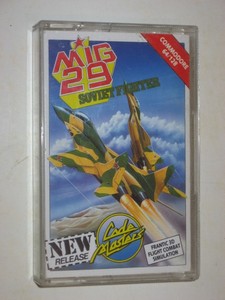 MIG
29
SOVIET FIGHTER
COMMODORE
64/128
NEW
RELEASE
Code
Masters
FRANTIC 3D
FLIGHT COMBAT
SIMULATION